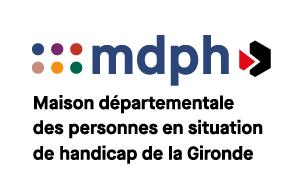 mdph
Maison départementale
des personnes en situation
de handicap de la Gironde